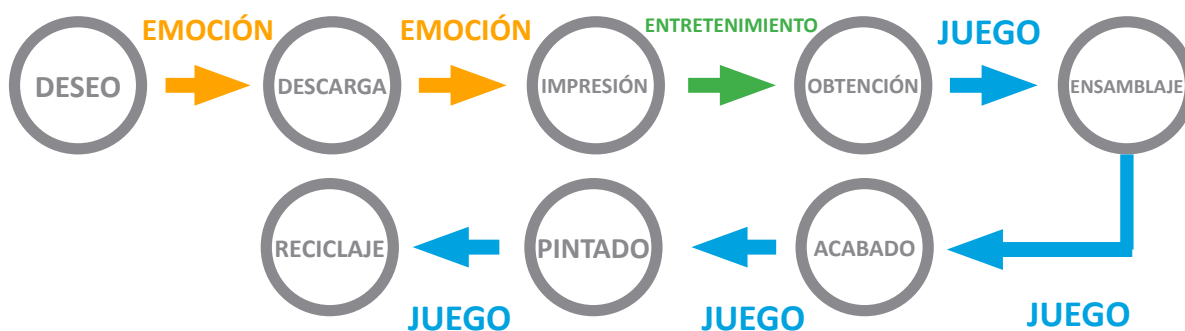 EMOCIÓN
EMOCIÓN
ENTRETENIMIENTO
JUEGO
DESEO
DESCARGA
IMPRESIÓN
OBTENCIÓN
ENSAMBLAJE
RECICLAJE
PINTADO
ACABADO
JUEGO
JUEGO
JUEGO